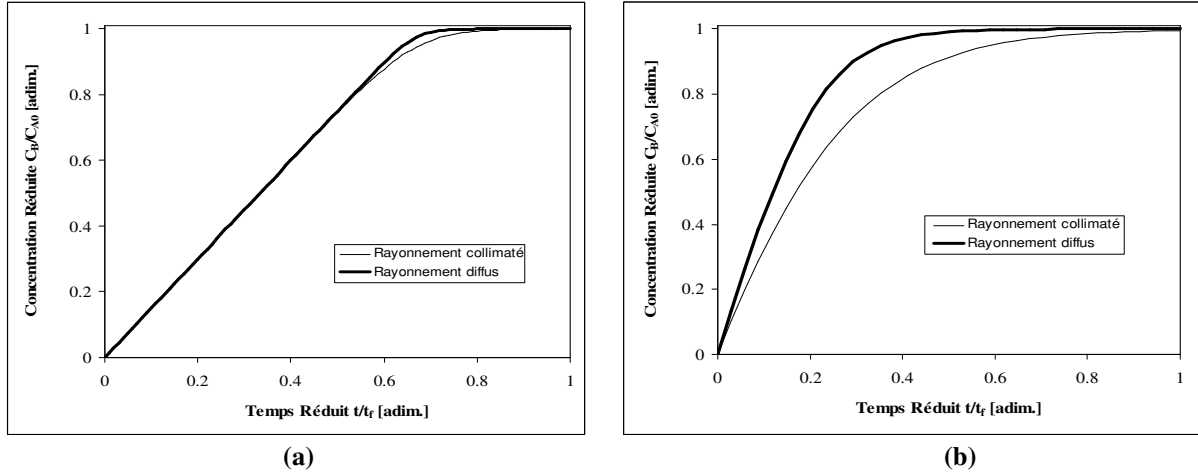 Concentration Réduite C_B/C_A0 [adim.]
1
0.8
0.6
0.4
0.2
0
0
0.2
0.4
0.6
0.8
1
Temps Réduit t/t_f [adim.]
Rayonnement collimaté
Rayonnement diffus
(a)
Concentration Réduite C_B/C_A0 [adim.]
1
0.8
0.6
0.4
0.2
0
0
0.2
0.4
0.6
0.8
1
Temps Réduit t/t_f [adim.]
Rayonnement collimaté
Rayonnement diffus
(b)